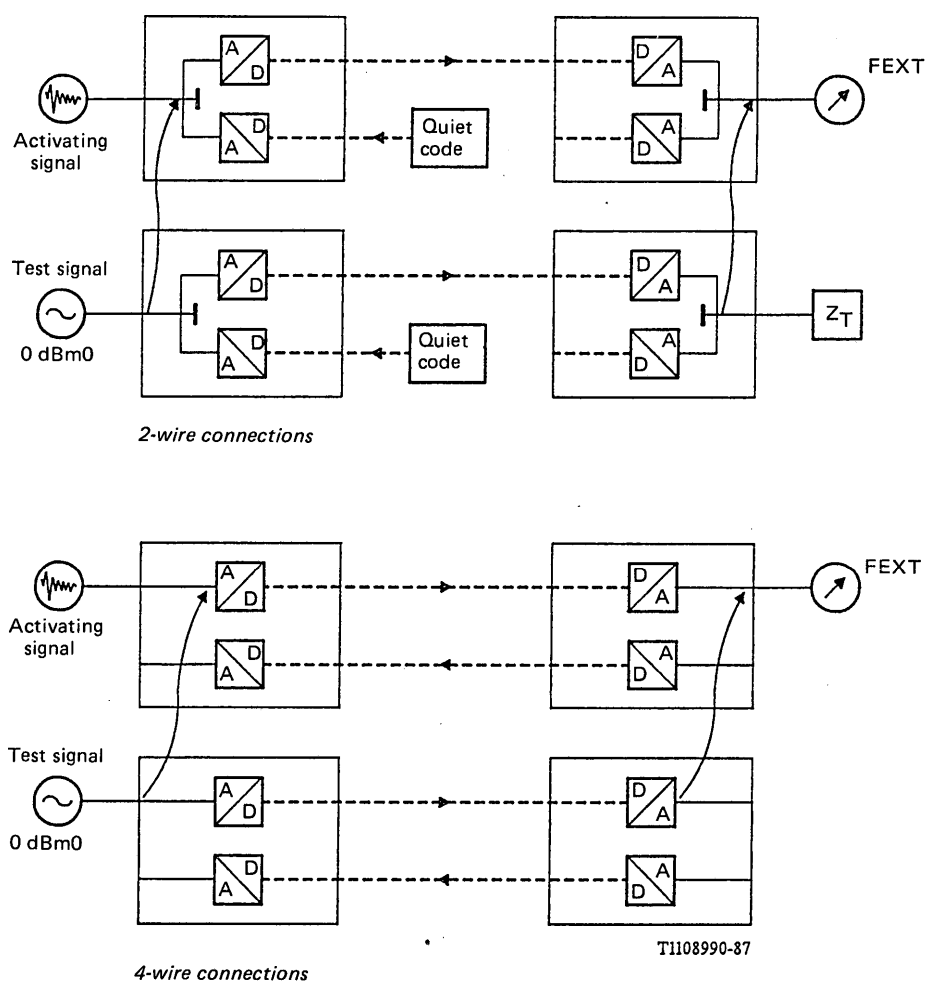 A
D
D
A
FEXT
Activating
signal
D
A
Quiet
code
A
D
Test signal
0 dBm0
A
D
D
A
ZT
D
A
Quiet
code
A
D
2-wire connections
A
D
D
A
FEXT
Activating
signal
D
A
A
D
Test signal
0 dBm0
A
D
D
A
D
A
A
D
T1108990-87
4-wire connections